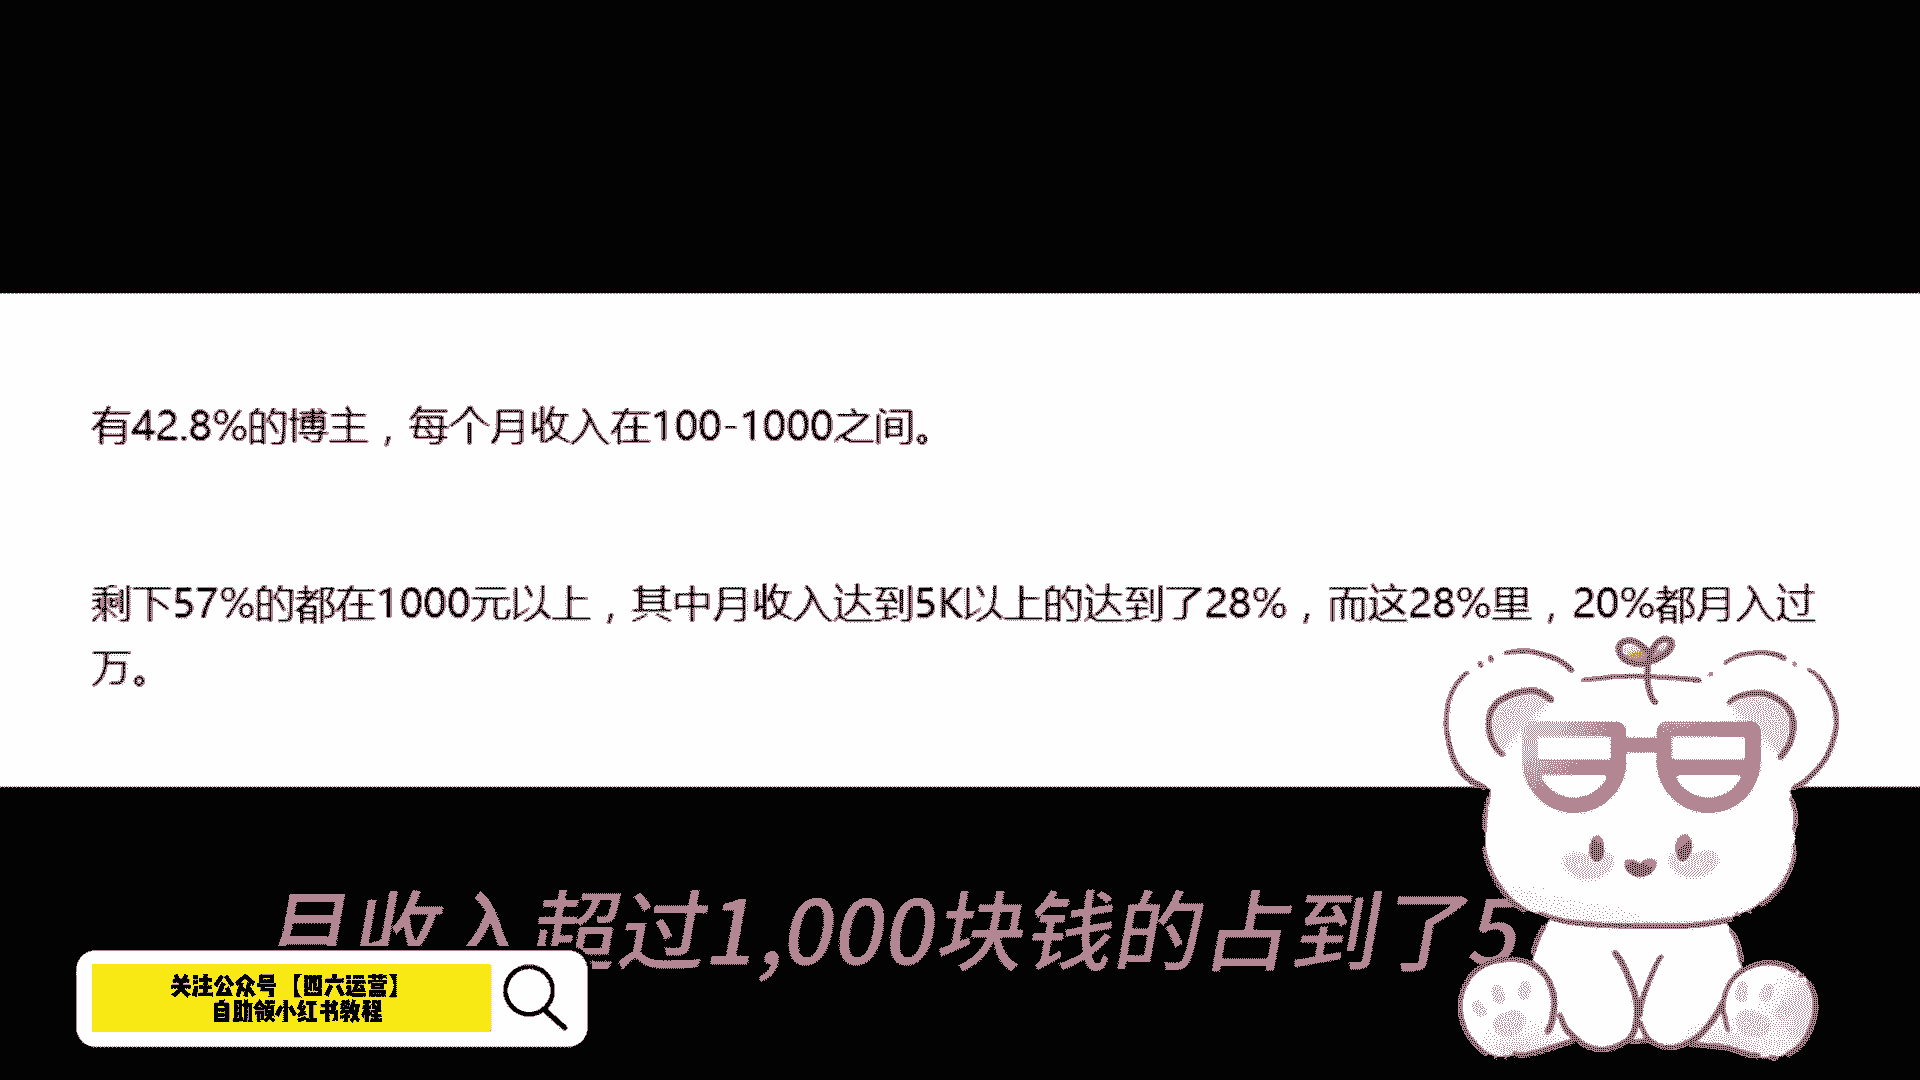 有42.8%的博主，每个月收入在100-1000之间。
剩下57%的都在1000元以上，其中月收入达到5K以上的达到了28%，而这28%里，20%都月入过
万。
月收入超过1,000块钱的占到了5
关注公众号【四六运营】
自助领小红书教程